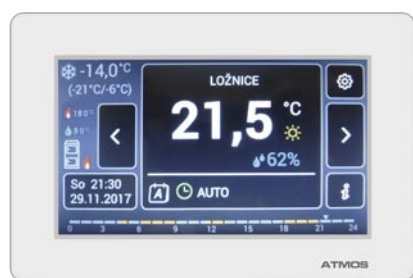 -14,0°C
(-21°C/-6°C)
LOŽNICE
21,5 °C
62%
180°C
80°C
So 21:30
29.11.2017
A AUTO
0 3 6 9 12 15 18 21 24
ATMOS